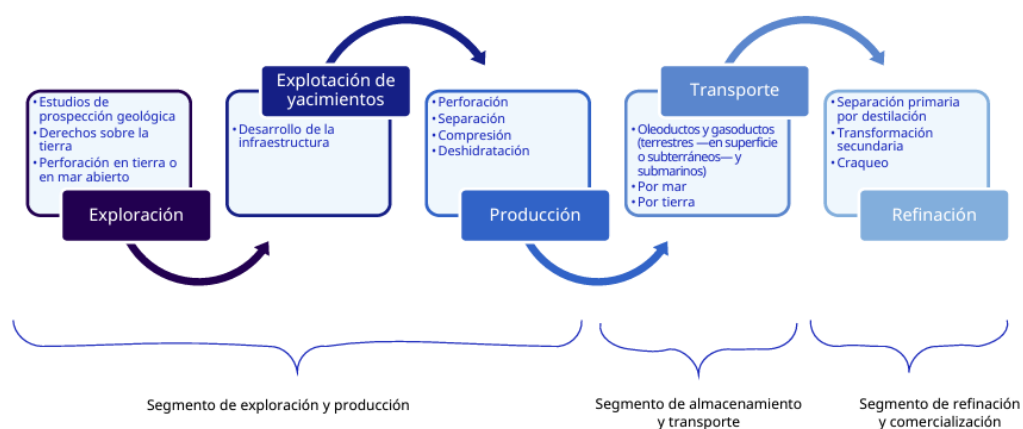 • Estudios de
prospección geológica
• Derechos sobre la
tierra
• Perforación en tierra o
en mar abierto
Exploración
Explotación de
yacimientos
• Desarrollo de la
infraestructura
• Perforación
• Separación
• Compresión
• Deshidratación
Producción
Transporte
• Oleoductos y gasoductos
(terrestres —en superficie
o subterráneos— y
submarinos)
• Por mar
• Por tierra
• Separación primaria
por destilación
• Transformación
secundaria
• Craqueo
Refinación
Segmento de exploración y producción
Segmento de almacenamiento
y transporte
Segmento de refinación
y comercialización